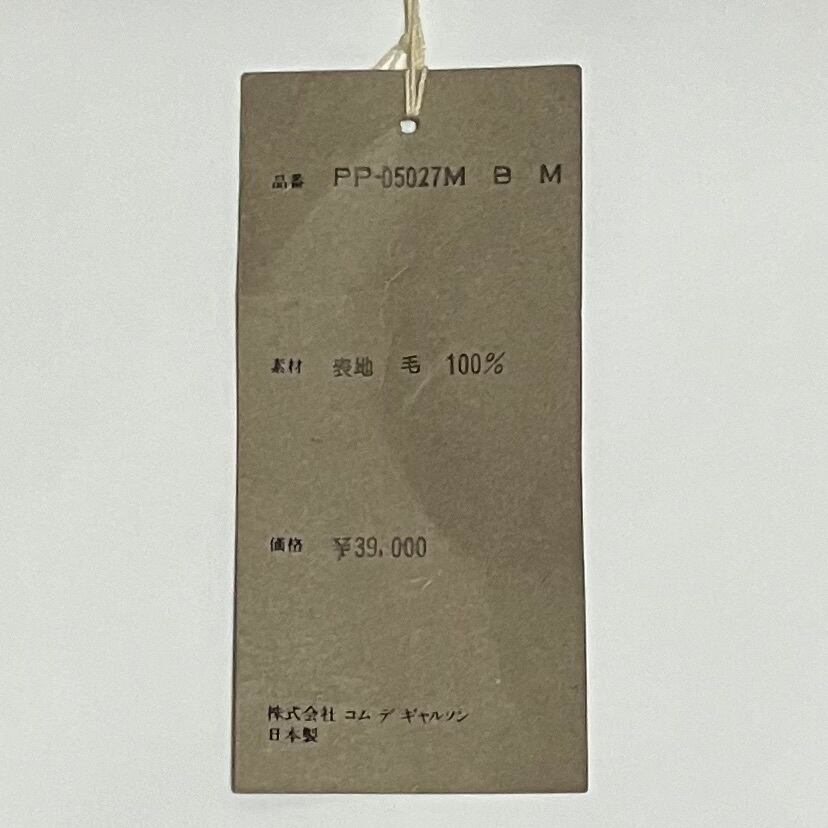 品番 PP-05027M B M
素材 表地 毛 100%
価格 ¥39,000
株式会社 コム デ ギャルソン
日本製